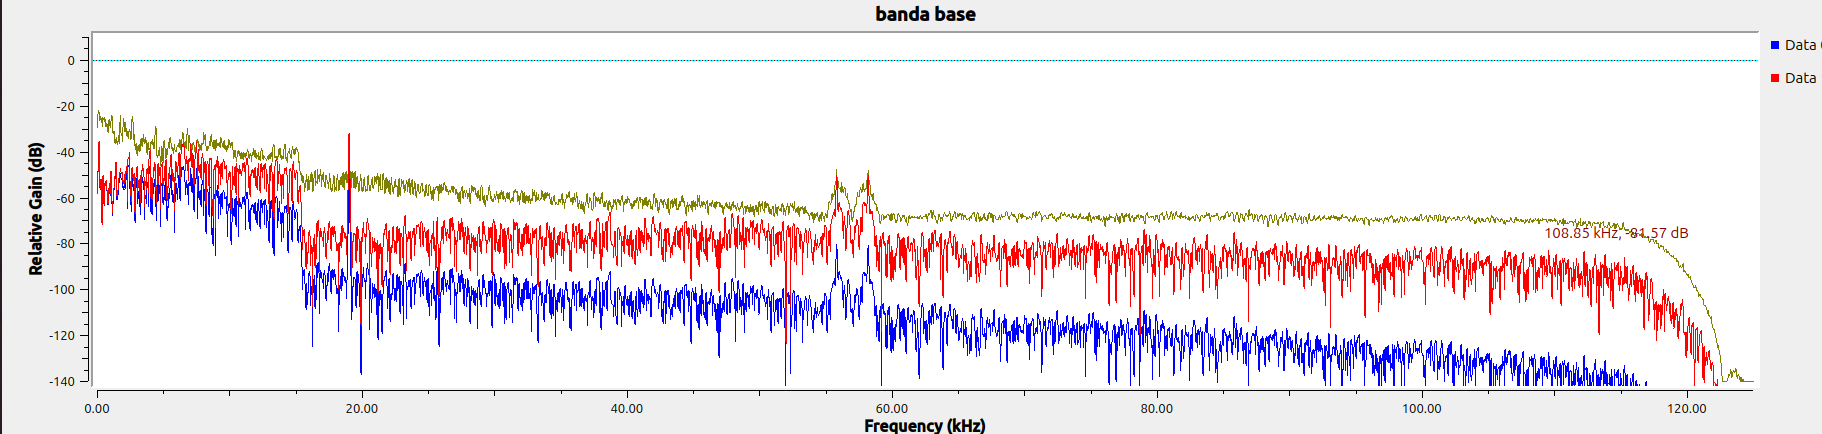 banda base
Relative Gain (dB)
0
-20
-40
-60
-80
-100
-120
-140
Data
Data
108.85 kHz, -81.57 dB
0.00
20.00
40.00
60.00
80.00
100.00
120.00
Frequency (kHz)